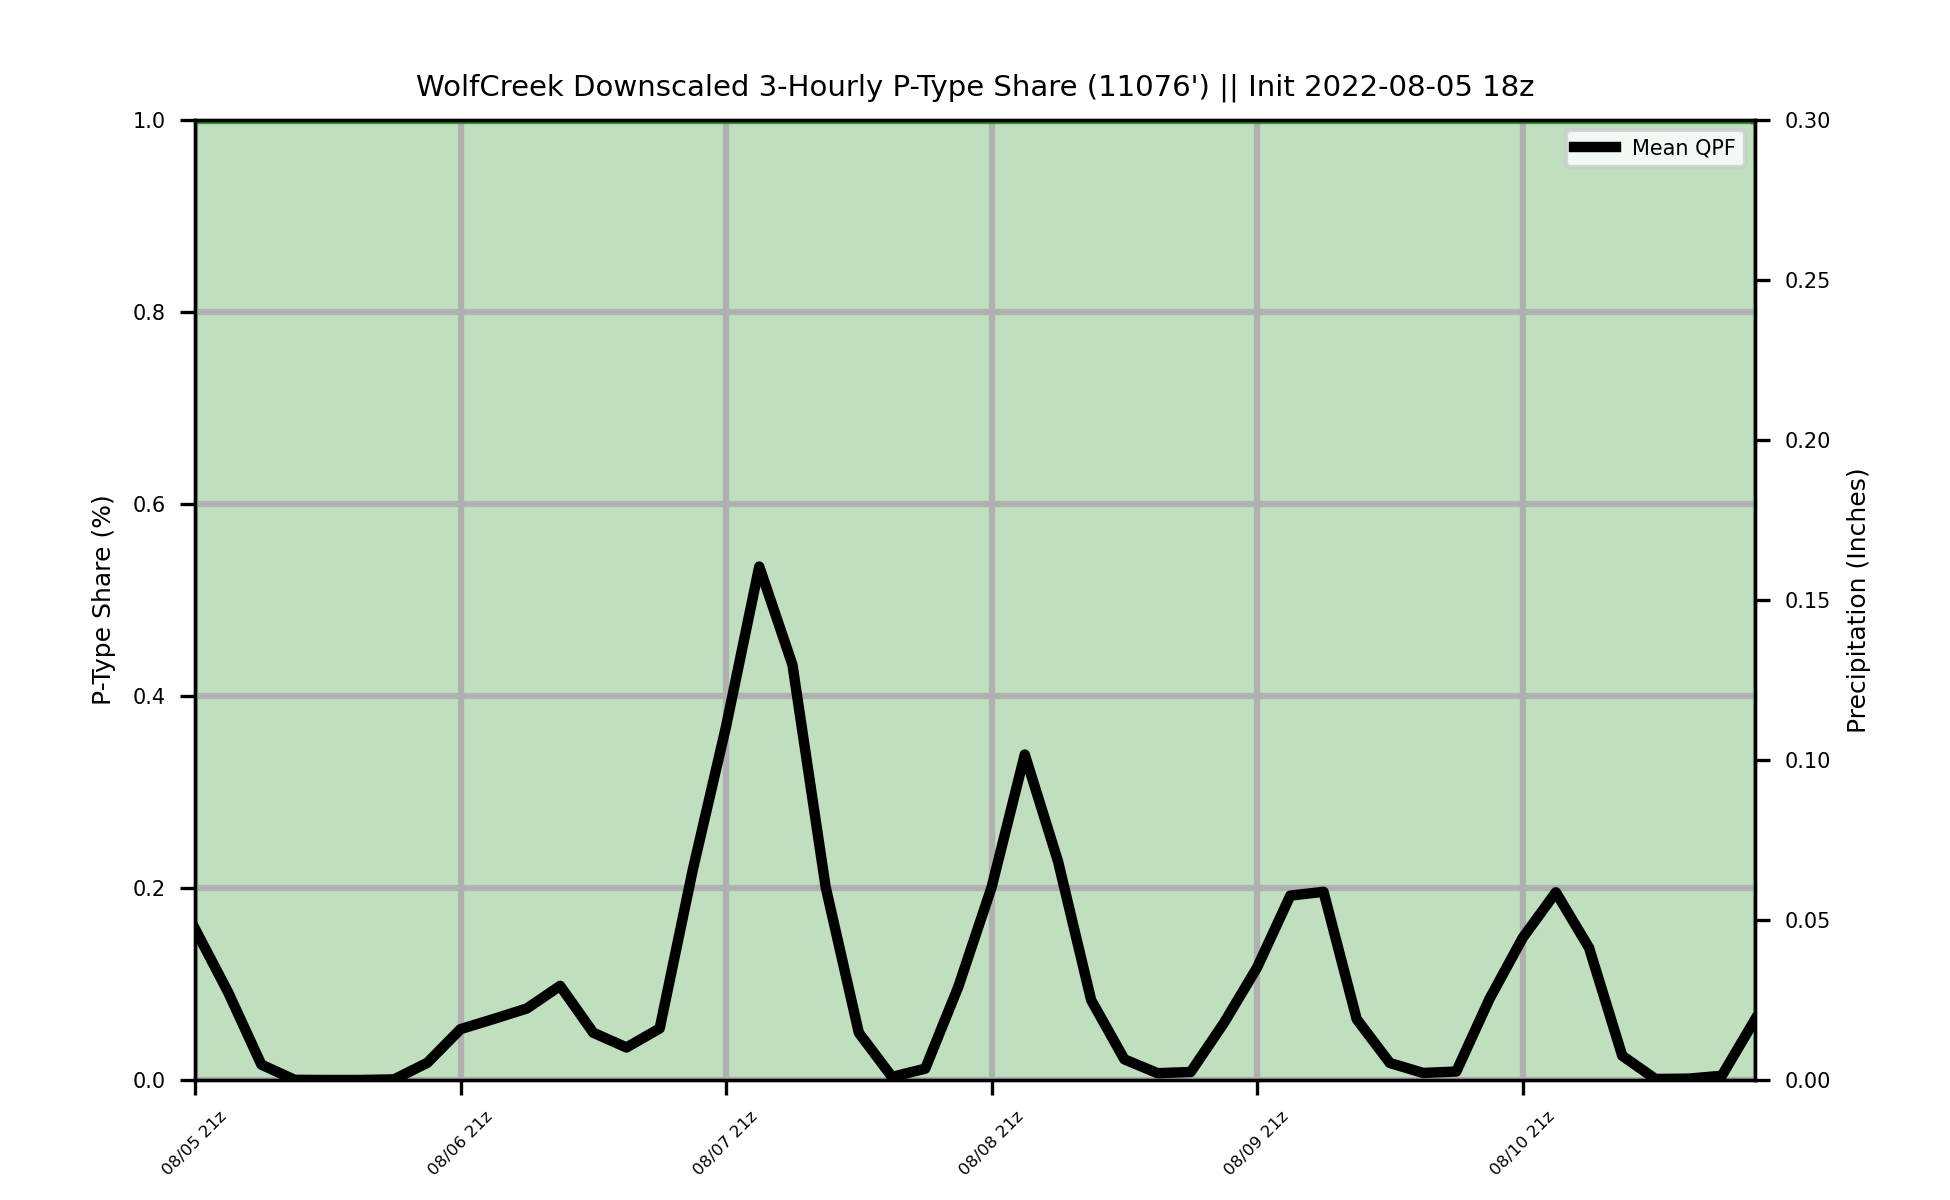 WolfCreek Downscaled 3-Hourly P-Type Share (11076') || Init 2022-08-05 18z
Mean QPF
P-Type Share (%)
1.0
0.8
0.6
0.4
0.2
0.0
0.30
0.25
0.20
0.15
0.10
0.05
0.00
Precipitation (Inches)
08/05 21z
08/06 21z
08/07 21z
08/08 21z
08/09 21z
08/10 21z